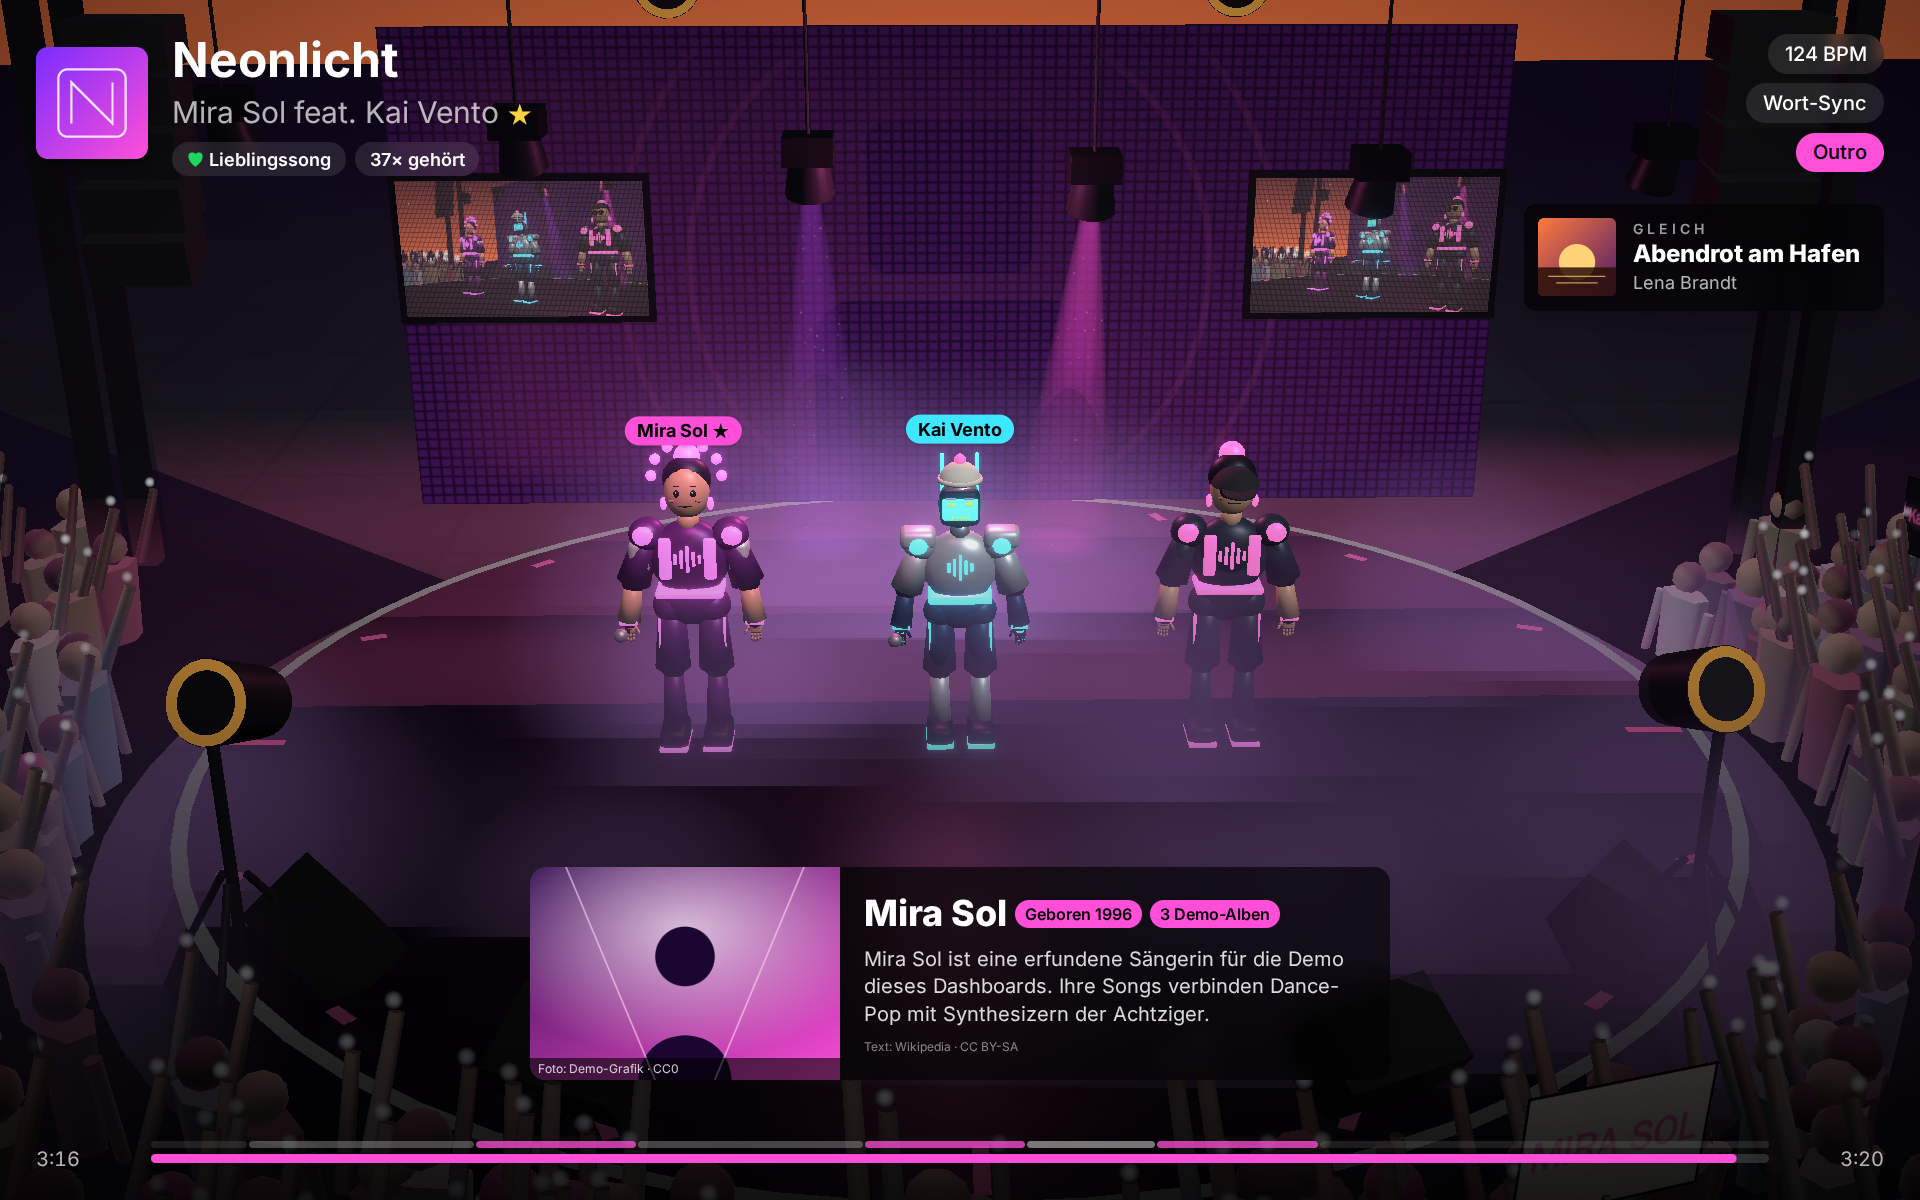 Neonlicht
Mira Sol feat. Kai Vento
Lieblingssong
37× gehört
124 BPM
Wort-Sync
Outro
GLEICH
Abendrot am Hafen
Lena Brandt
Mira Sol ★
Kai Vento
Mira Sol
Geboren 1996
3 Demo-Alben
Mira Sol ist eine erfundene Sängerin für die Demo
dieses Dashboards. Ihre Songs verbinden Dance-
Pop mit Synthesizern der Achtziger.
Text: Wikipedia · CC BY-SA
Foto: Demo-Grafik · CC0
MIRA SOL
3:16
3:20